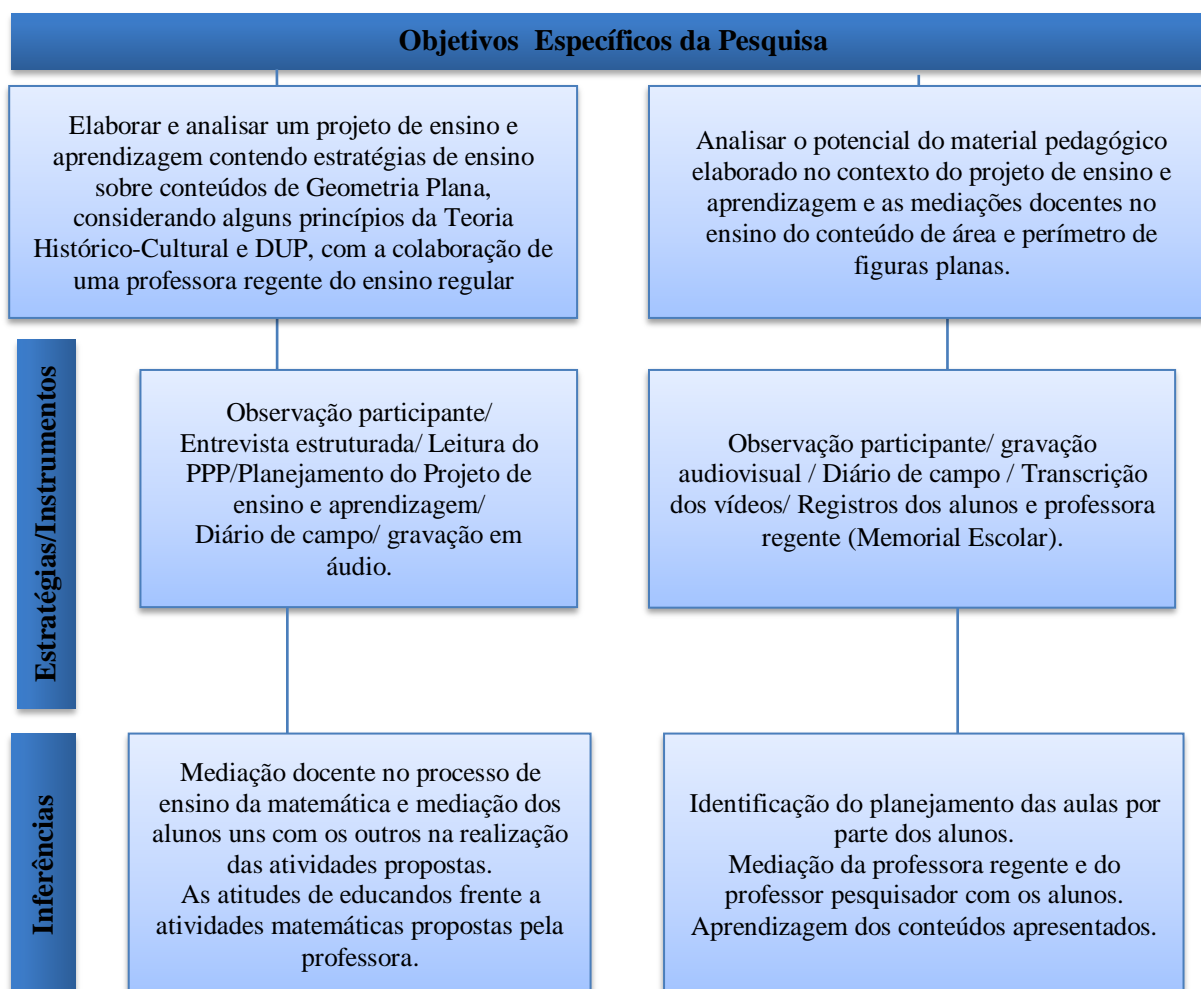 Objetivos Específicos da Pesquisa
Elaborar e analisar um projeto de ensino e
aprendizagem contendo estratégias de ensino
sobre conteúdos de Geometria Plana,
considerando alguns princípios da Teoria
Histórico-Cultural e DUP, com a colaboração de
uma professora regente do ensino regular
Analisar o potencial do material pedagógico
elaborado no contexto do projeto de ensino e
aprendizagem e as mediações docentes no
ensino do conteúdo de área e perímetro de
figuras planas.
Estratégias/Instrumentos
Observação participante/
Entrevista estruturada/ Leitura do
PPP/Planejamento do Projeto de
ensino e aprendizagem/
Diário de campo/ gravação em
áudio.
Observação participante/ gravação
audiovisual / Diário de campo / Transcrição
dos vídeos/ Registros dos alunos e professora
regente (Memorial Escolar).
Inferências
Mediação docente no processo de
ensino da matemática e mediação dos
alunos uns com os outros na realização
das atividades propostas.
As atitudes de educandos frente a
atividades matemáticas propostas pela
professora.
Identificação do planejamento das aulas por
parte dos alunos.
Mediação da professora regente e do
professor pesquisador com os alunos.
Aprendizagem dos conteúdos apresentados.